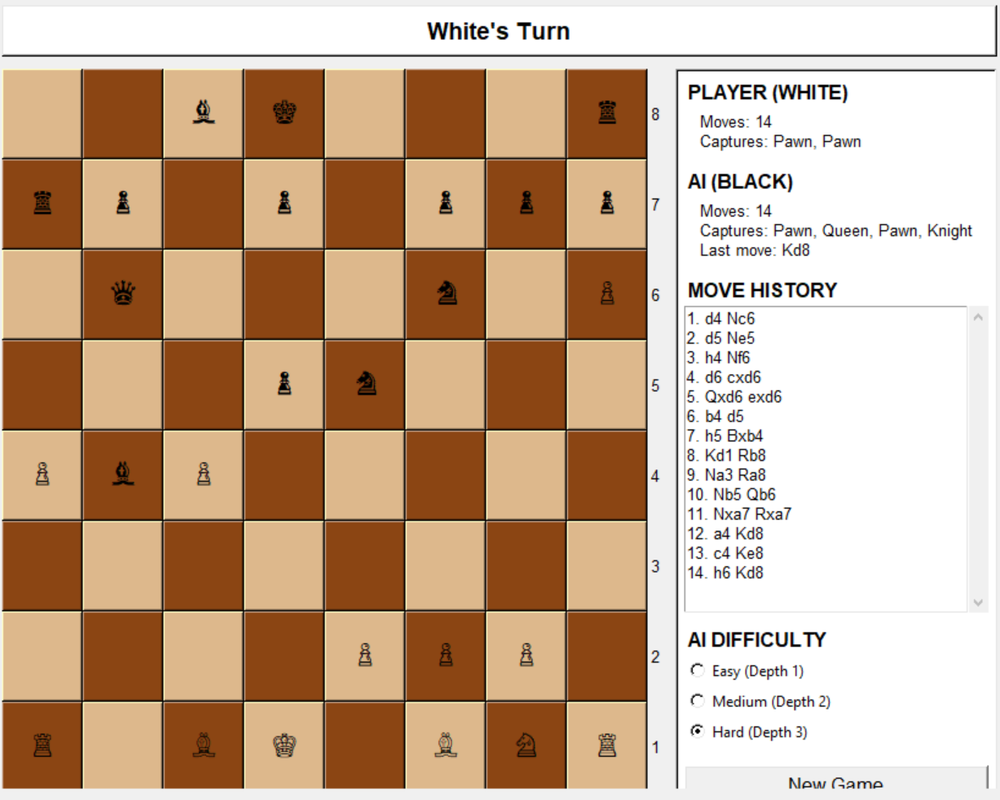 White's Turn
8
7
6
5
4
3
2
1
PLAYER (WHITE)
Moves: 14
Captures: Pawn, Pawn
AI (BLACK)
Moves: 14
Captures: Pawn, Queen, Pawn, Knight
Last move: Kd8
MOVE HISTORY
1. d4 Nc6
2. d5 Ne5
3. h4 Nf6
4. d6 cxd6
5. Qxd6 exd6
6. b4 d5
7. h5 Bxb4
8. Kd1 Rb8
9. Na3 Ra8
10. Nb5 Qb6
11. Nxa7 Rxa7
12. a4 Kd8
13. c4 Ke8
14. h6 Kd8
AI DIFFICULTY
Easy (Depth 1)
Medium (Depth 2)
Hard (Depth 3)
New Game